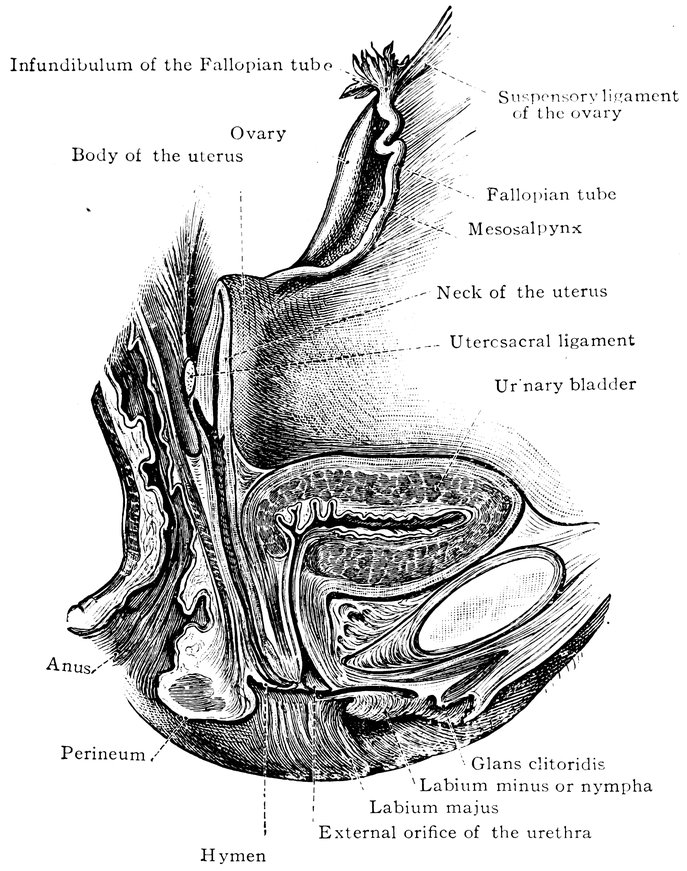 Infundibulum of the Fallopian tube
Suspensory ligament
of the ovary
Ovary
Body of the uterus
Fallopian tube
Mesosalpynx
Neck of the uterus
Uterosacral ligament
Urinary bladder
Anus
Perineum
Glans clitoridis
Labium minus or nympha
Labium majus
External orifice of the urethra
Hymen